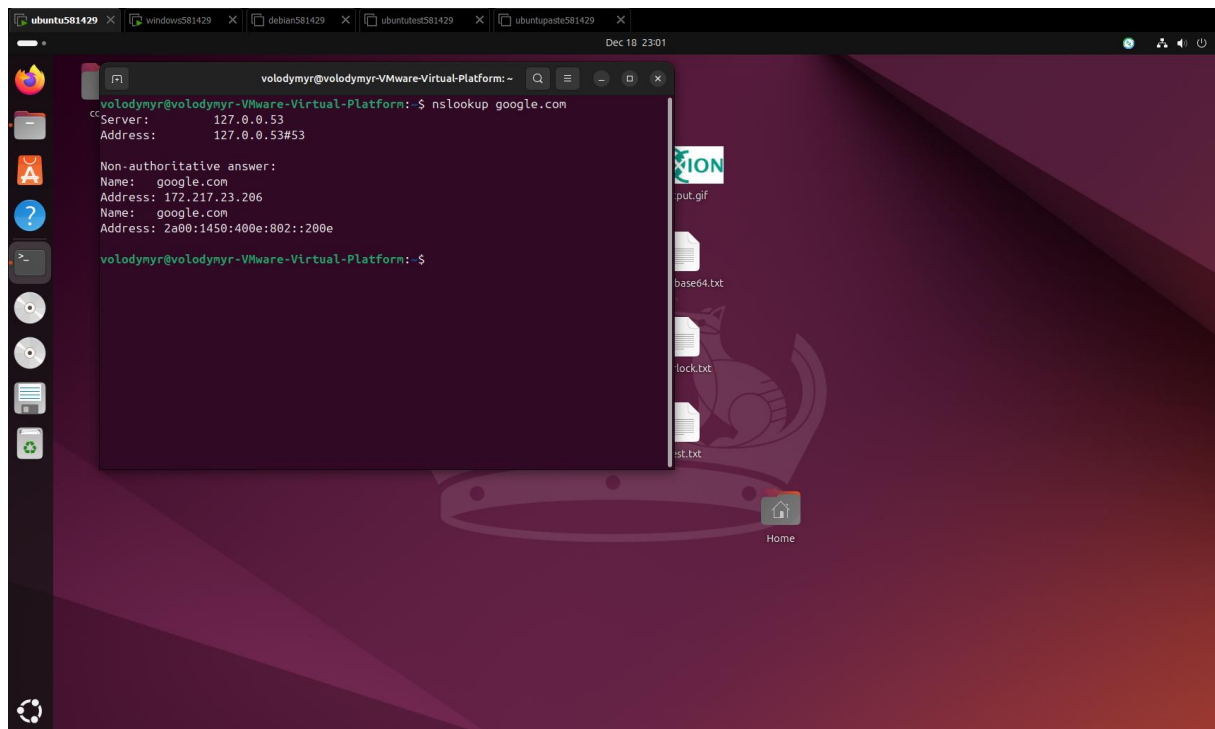 ubuntu581429
windows581429
debian581429
ubuntutest581429
ubuntupaste581429
Dec 18 23:01
volodymyr@volodymyr-VMware-Virtual-Platform: ~
volodymyr@volodymyr-VMware-Virtual-Platform:~$ nslookup google.com
Server: 127.0.0.53
Address: 127.0.0.53#53
Non-authoritative answer:
Name: google.com
Address: 172.217.23.206
Name: google.com
Address: 2a00:1450:400e:802::200e
volodymyr@volodymyr-VMware-Virtual-Platform:~$
ION
put.gif
base64.txt
lock.txt
est.txt
Home